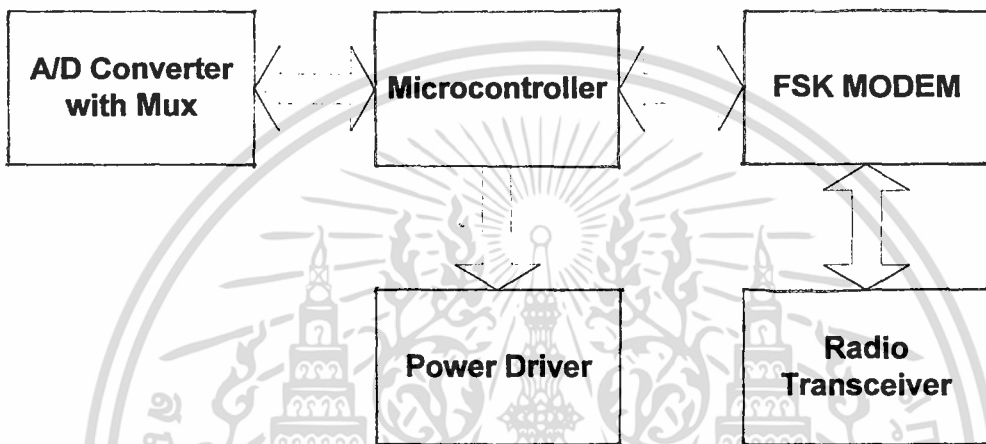 A/D Converter
with Mux
Microcontroller
FSK MODEM
Power Driver
Radio
Transceiver